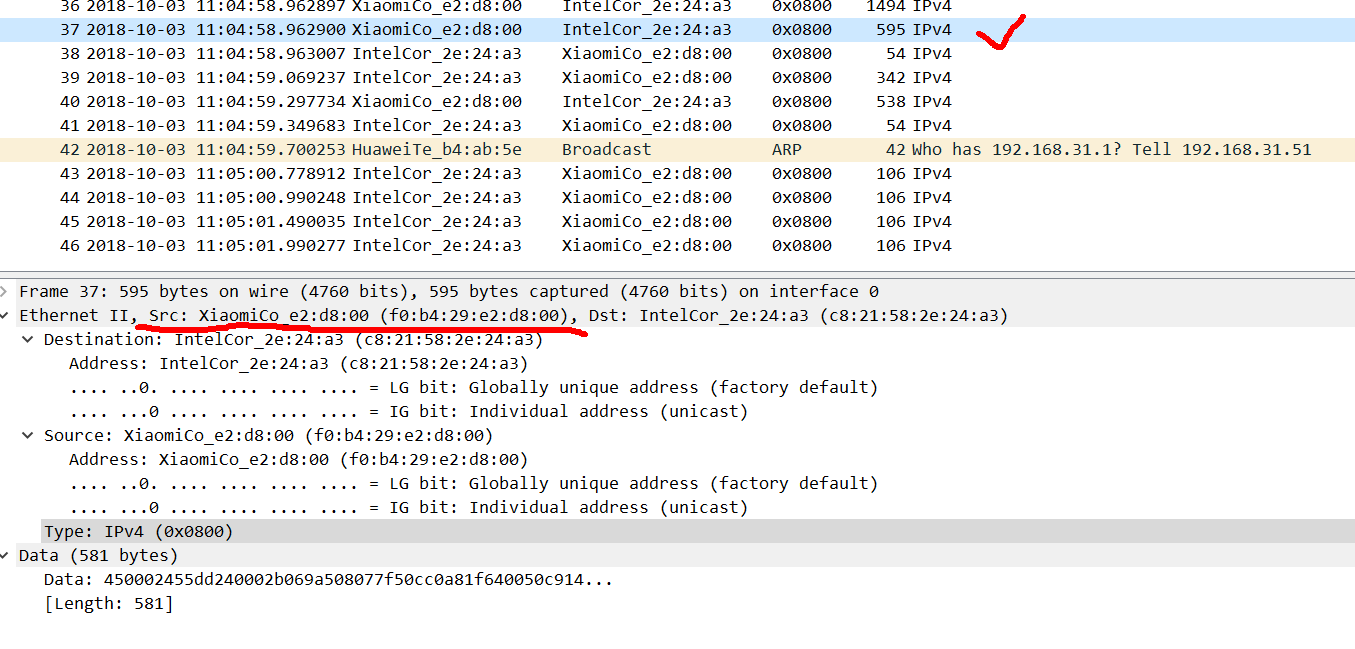 36 2018-10-03 11:04:58.962897 XiaomiCo_e2:d8:00 IntelCor_2e:24:a3 0x0800 1494 IPv4
37 2018-10-03 11:04:58.962900 XiaomiCo_e2:d8:00 IntelCor_2e:24:a3 0x0800 595 IPv4
38 2018-10-03 11:04:58.963007 IntelCor_2e:24:a3 XiaomiCo_e2:d8:00 0x0800 54 IPv4
39 2018-10-03 11:04:59.069237 IntelCor_2e:24:a3 XiaomiCo_e2:d8:00 0x0800 342 IPv4
40 2018-10-03 11:04:59.297734 XiaomiCo_e2:d8:00 IntelCor_2e:24:a3 0x0800 538 IPv4
41 2018-10-03 11:04:59.349683 IntelCor_2e:24:a3 XiaomiCo_e2:d8:00 0x0800 54 IPv4
42 2018-10-03 11:04:59.700253 HuaweiTe_b4:ab:5e Broadcast ARP 42 Who has 192.168.31.1? Tell 192.168.31.51
43 2018-10-03 11:05:00.778912 IntelCor_2e:24:a3 XiaomiCo_e2:d8:00 0x0800 106 IPv4
44 2018-10-03 11:05:00.990248 IntelCor_2e:24:a3 XiaomiCo_e2:d8:00 0x0800 106 IPv4
45 2018-10-03 11:05:01.490035 IntelCor_2e:24:a3 XiaomiCo_e2:d8:00 0x0800 106 IPv4
46 2018-10-03 11:05:01.990277 IntelCor_2e:24:a3 XiaomiCo_e2:d8:00 0x0800 106 IPv4
Frame 37: 595 bytes on wire (4760 bits), 595 bytes captured (4760 bits) on interface 0
Ethernet II, Src: XiaomiCo_e2:d8:00 (f0:b4:29:e2:d8:00), Dst: IntelCor_2e:24:a3 (c8:21:58:2e:24:a3)
Destination: IntelCor_2e:24:a3 (c8:21:58:2e:24:a3)
Address: IntelCor_2e:24:a3 (c8:21:58:2e:24:a3)
.... ..0. .... .... .... .... = LG bit: Globally unique address (factory default)
.... ...0 .... .... .... .... = IG bit: Individual address (unicast)
Source: XiaomiCo_e2:d8:00 (f0:b4:29:e2:d8:00)
Address: XiaomiCo_e2:d8:00 (f0:b4:29:e2:d8:00)
.... ..0. .... .... .... .... = LG bit: Globally unique address (factory default)
.... ...0 .... .... .... .... = IG bit: Individual address (unicast)
Type: IPv4 (0x0800)
Data (581 bytes)
Data: 450002455dd240002b069a508077f50cc0a81f640050c914...
[Length: 581]